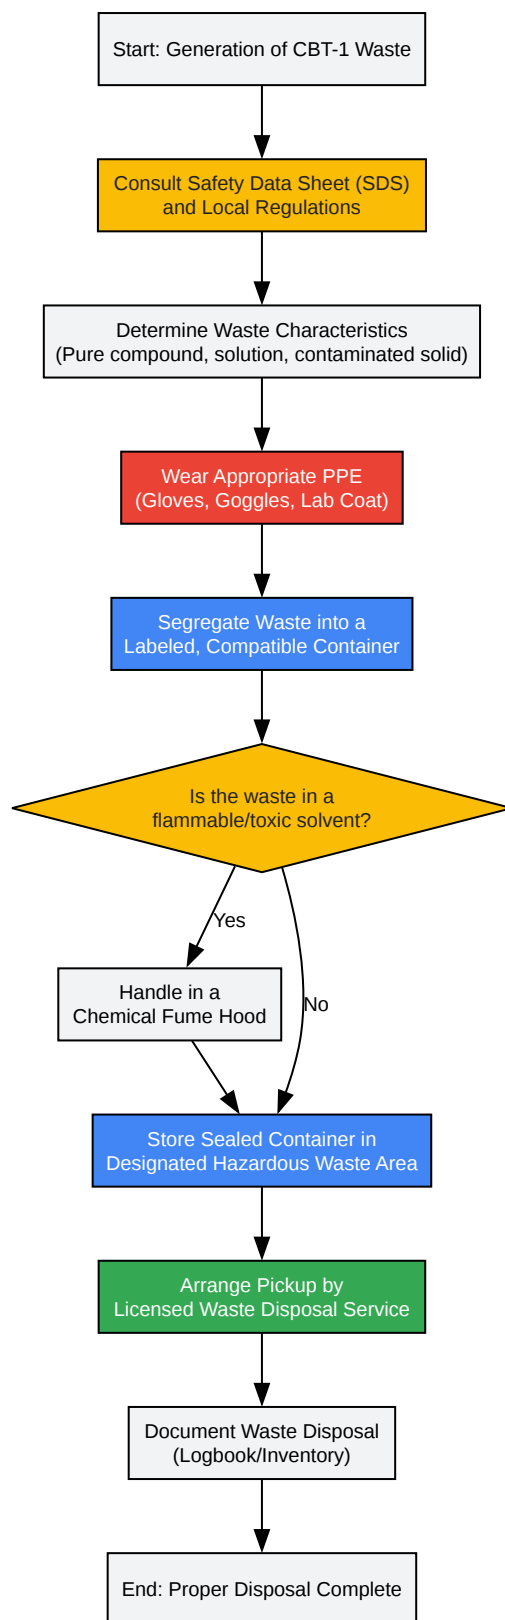 Start: Generation of CBT-1 Waste
Consult Safety Data Sheet (SDS)
and Local Regulations
Determine Waste Characteristics
(Pure compound, solution, contaminated solid)
Wear Appropriate PPE
(Gloves, Goggles, Lab Coat)
Segregate Waste into a
Labeled, Compatible Container
Is the waste in a
flammable/toxic solvent?
Yes
Handle in a
Chemical Fume Hood
No
Store Sealed Container in
Designated Hazardous Waste Area
Arrange Pickup by
Licensed Waste Disposal Service
Document Waste Disposal
(Logbook/Inventory)
End: Proper Disposal Complete